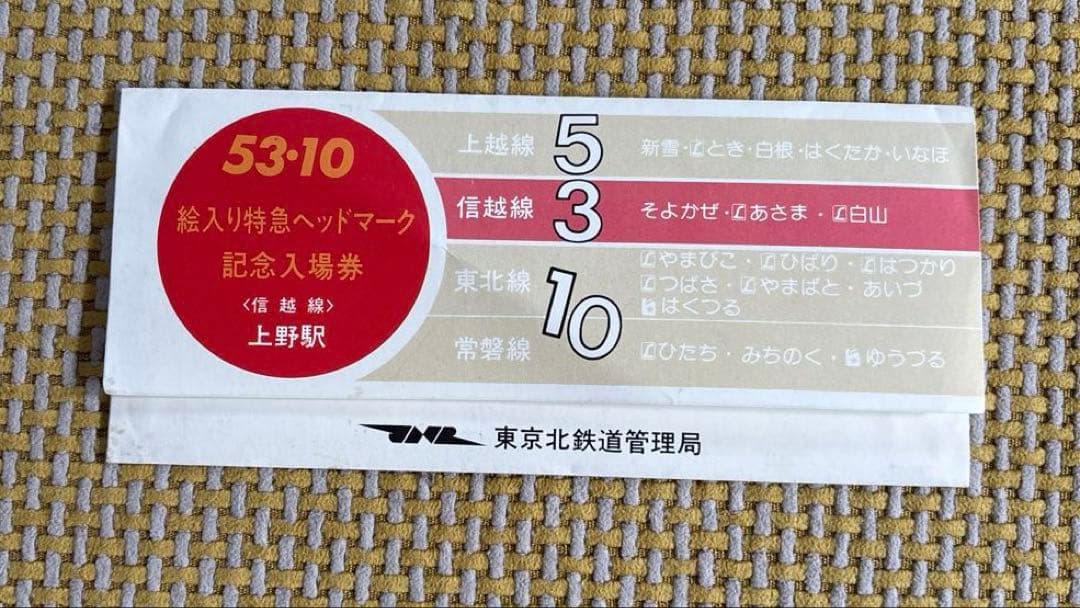 53・10
絵入り特急ヘッドマーク
記念入場券
〈信越線〉
上野駅
5
3
10
上越線 新雪・Lとき・白根・はくたか・いなほ
信越線 そよかぜ・Lあさま・L白山
東北線 Lやまびこ・Lひばり・Lはつかり
Lつばさ・Lやまばと・あいづ
はくつる
常磐線 Lひたち・みちのく・ゆうづる
JNR 東京北鉄道管理局